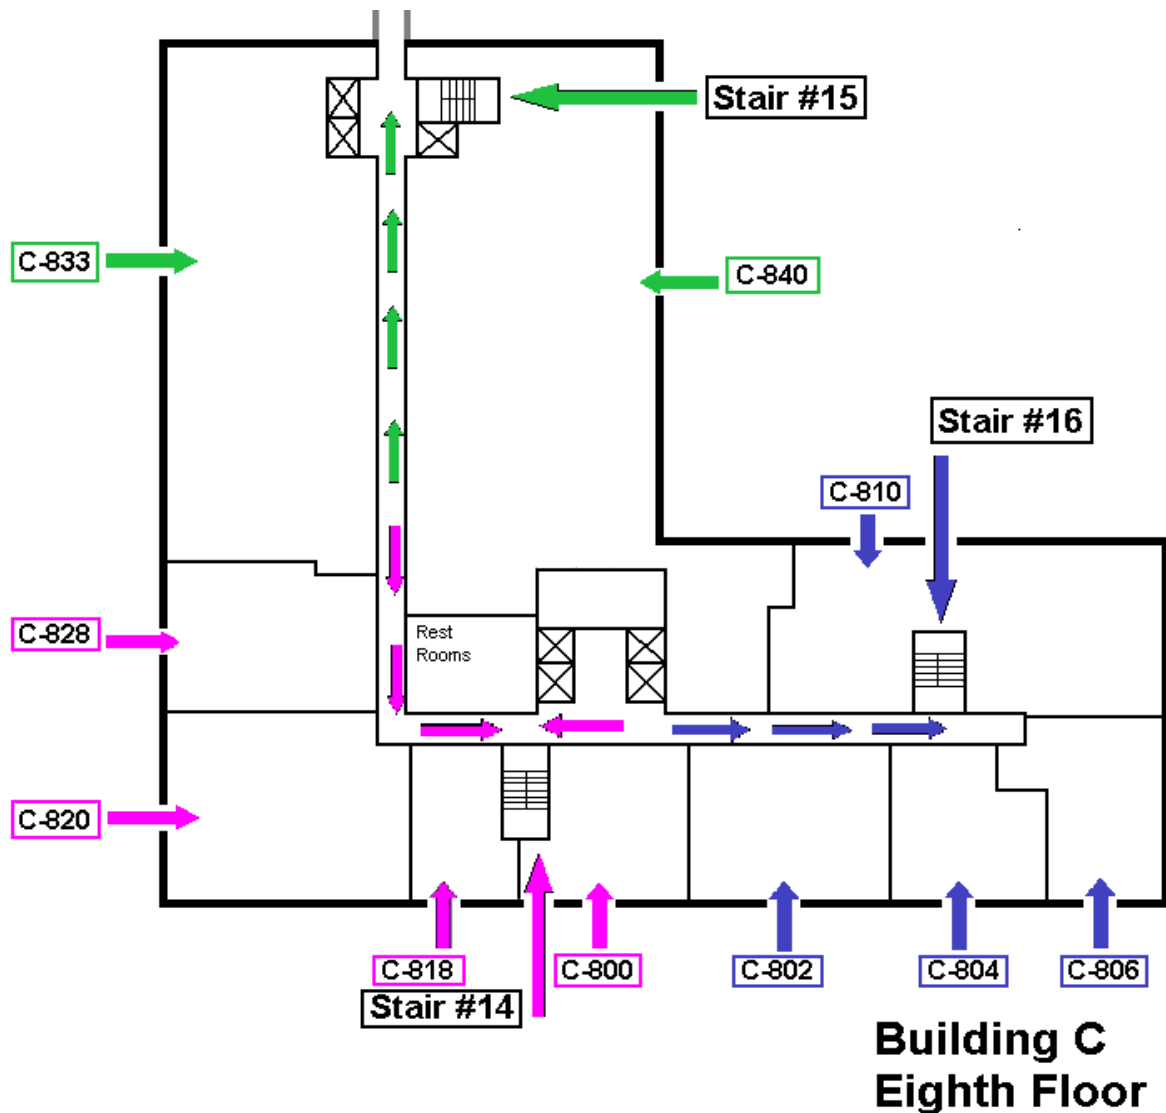 Stair #15
C-833
C-840
Stair #16
C-810
C-828
Rest
Rooms
C-820
C-818
C-800
C-802
C-804
C-806
Stair #14
Building C
Eighth Floor